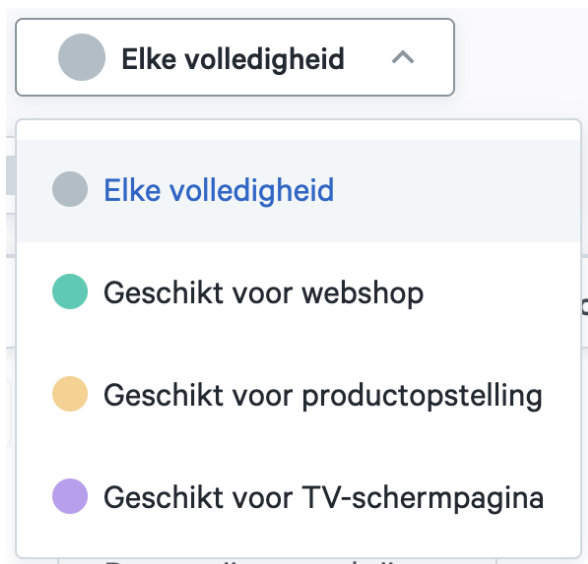 Elke volledigheid
Elke volledigheid
Geschikt voor webshop
Geschikt voor productopstelling
Geschikt voor TV-schermpagina